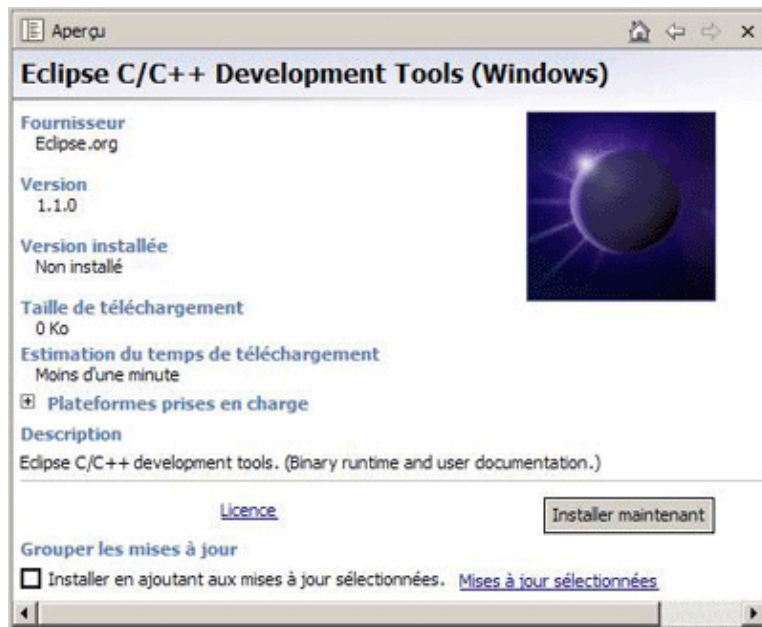 Aperçu
Eclipse C/C++ Development Tools (Windows)
Fournisseur
Eclipse.org
Version
1.1.0
Version installée
Non installé
Taille de téléchargement
0 Ko
Estimation du temps de téléchargement
Moins d'une minute
Plateformes prises en charge
Description
Eclipse C/C++ development tools. (Binary runtime and user documentation.)
Licence
Installer maintenant
Grouper les mises à jour
Installer en ajoutant aux mises à jour sélectionnées. Mises à jour sélectionnées